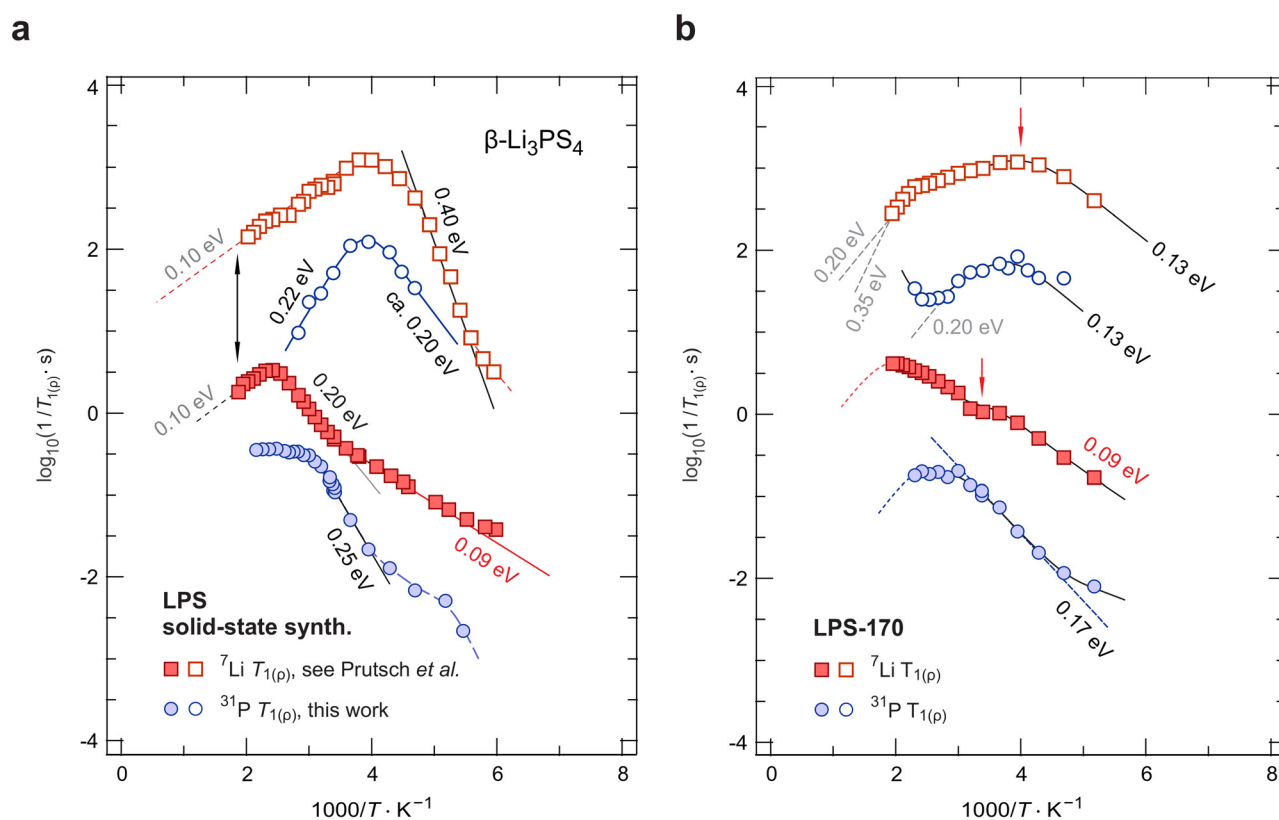 a
b
4
2
0
-2
-4
log₁₀(1/T₁₍ρ₎ · s)
β-Li₃PS₄
0.10 eV
0.40 eV
0.22 eV
ca. 0.20 eV
0.10 eV
0.20 eV
0.25 eV
0.09 eV
LPS
solid-state synth.
⁷Li T₁₍ρ₎, see Prutsch et al.
³¹P T₁₍ρ₎, this work
0 2 4 6 8
1000/T · K⁻¹
4
2
0
-2
-4
log₁₀(1/T₁₍ρ₎ · s)
0.20 eV
0.35 eV
0.13 eV
0.20 eV
0.13 eV
0.09 eV
0.17 eV
LPS-170
⁷Li T₁₍ρ₎
³¹P T₁₍ρ₎
0 2 4 6 8
1000/T · K⁻¹